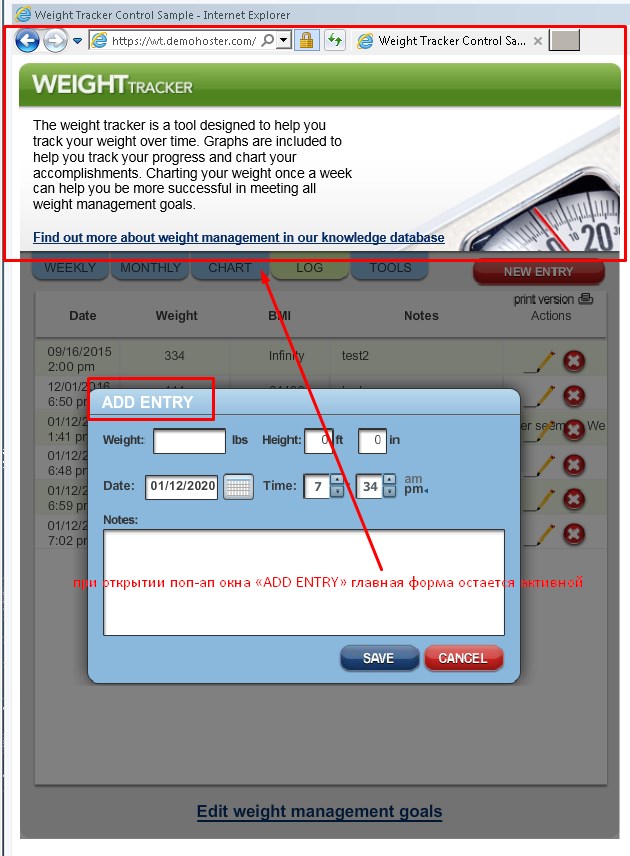 Weight Tracker Control Sample - Internet Explorer
https://wt.demohoster.com/
Weight Tracker Control Sa...
WEIGHTTRACKER
The weight tracker is a tool designed to help you
track your weight over time. Graphs are included to
help you track your progress and chart your
accomplishments. Charting your weight once a week
can help you be more successful in meeting all
weight management goals.
Find out more about weight management in our knowledge database
10 20
WEEKLY MONTHLY CHART LOG TOOLS NEW ENTRY
print version
Date Weight BMI Notes Actions
09/16/2015 334 Infinity test2
2:00 pm
12/01/2016
6:50 pm
ADD ENTRY
01/12/2
1:41 pm We
Weight: lbs Height: 0 ft 0 in
01/12/2
6:48 pm
Date: 01/12/2020 Time: 7 34 am
pm
01/12/2
6:59 pm
Notes:
01/12/2
7:02 pm
при открытии поп-ап окна «ADD ENTRY» главная форма остается активной
SAVE CANCEL
Edit weight management goals